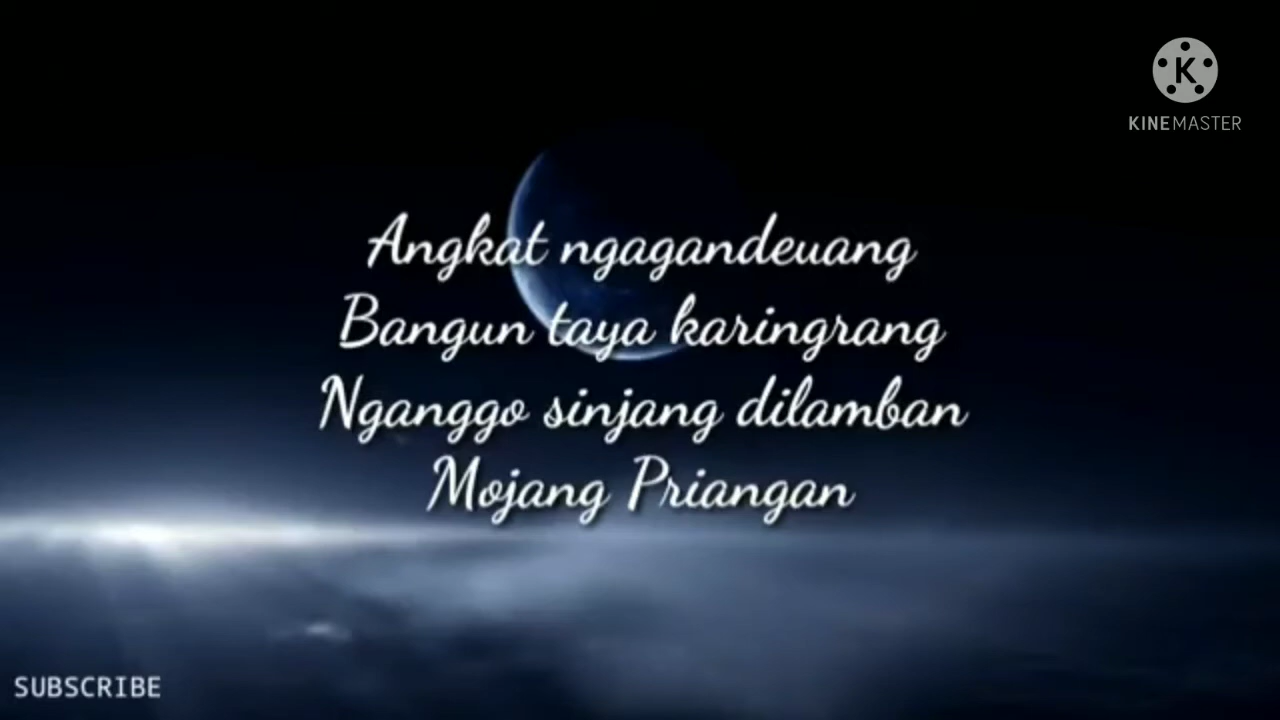 K
KINEMASTER
Angkat ngagandeuang
Bangun taya karingrang
Nganggo sinjang dilamban
Mojang Priangan
SUBSCRIBE